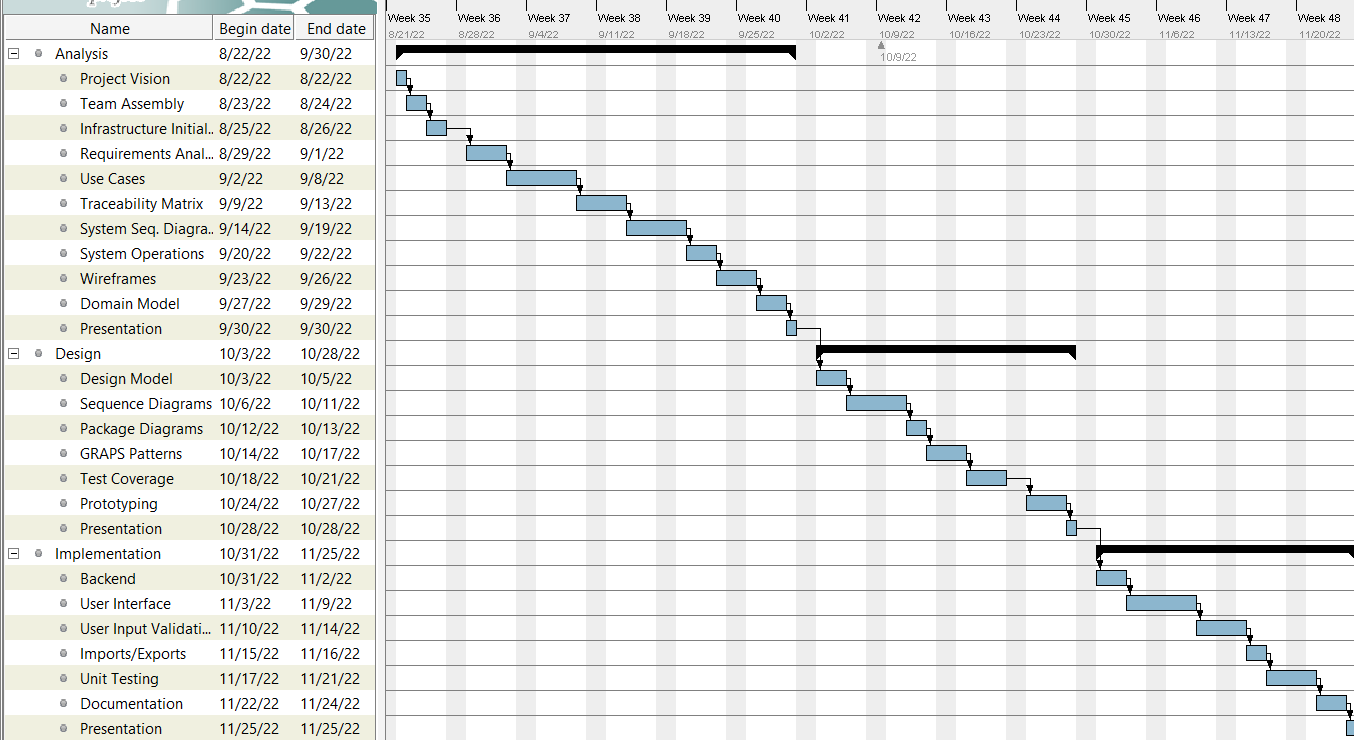 Week 35 Week 36 Week 37 Week 38 Week 39 Week 40 Week 41 Week 42 Week 43 Week 44 Week 45 Week 46 Week 47 Week 48
Name Begin date End date 8/21/22 8/28/22 9/4/22 9/11/22 9/18/22 9/25/22 10/2/22 10/9/22 10/16/22 10/23/22 10/30/22 11/6/22 11/13/22 11/20/22
Analysis 8/22/22 9/30/22 10/9/22
Project Vision 8/22/22 8/22/22
Team Assembly 8/23/22 8/24/22
Infrastructure Initial.. 8/25/22 8/26/22
Requirements Anal... 8/29/22 9/1/22
Use Cases 9/2/22 9/8/22
Traceability Matrix 9/9/22 9/13/22
System Seq. Diagra.. 9/14/22 9/19/22
System Operations 9/20/22 9/22/22
Wireframes 9/23/22 9/26/22
Domain Model 9/27/22 9/29/22
Presentation 9/30/22 9/30/22
Design 10/3/22 10/28/22
Design Model 10/3/22 10/5/22
Sequence Diagrams 10/6/22 10/11/22
Package Diagrams 10/12/22 10/13/22
GRAPS Patterns 10/14/22 10/17/22
Test Coverage 10/18/22 10/21/22
Prototyping 10/24/22 10/27/22
Presentation 10/28/22 10/28/22
Implementation 10/31/22 11/25/22
Backend 10/31/22 11/2/22
User Interface 11/3/22 11/9/22
User Input Validati... 11/10/22 11/14/22
Imports/Exports 11/15/22 11/16/22
Unit Testing 11/17/22 11/21/22
Documentation 11/22/22 11/24/22
Presentation 11/25/22 11/25/22